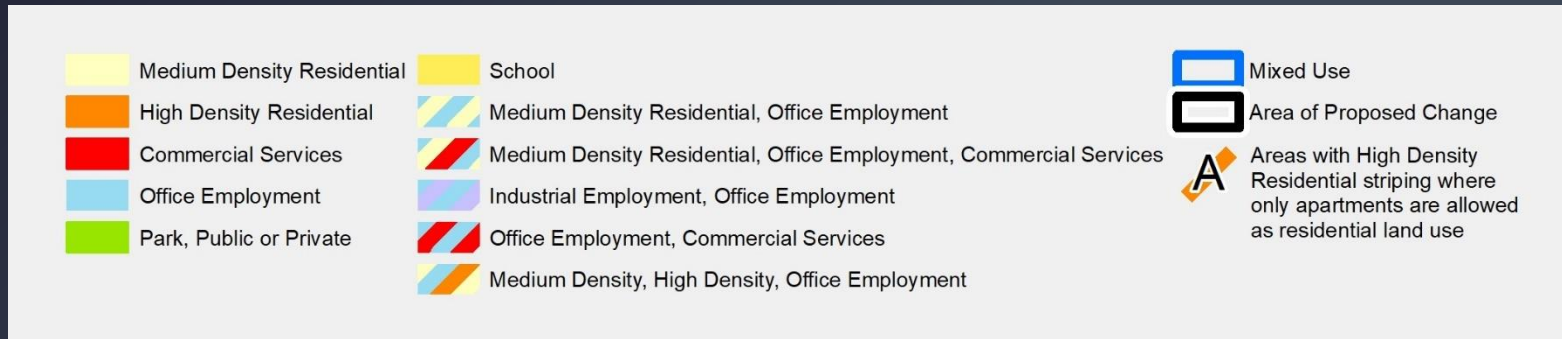 Medium Density Residential
High Density Residential
Commercial Services
Office Employment
Park, Public or Private
School
Medium Density Residential, Office Employment
Medium Density Residential, Office Employment, Commercial Services
Industrial Employment, Office Employment
Office Employment, Commercial Services
Medium Density, High Density, Office Employment
Mixed Use
Area of Proposed Change
A
Areas with High Density
Residential striping where
only apartments are allowed
as residential land use